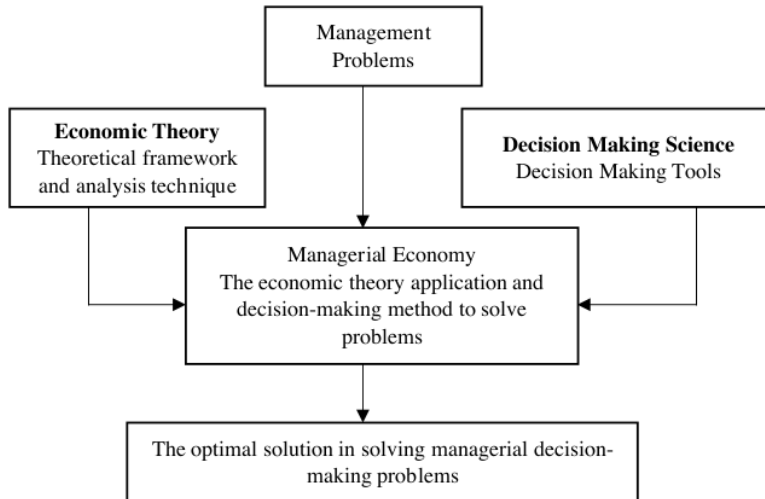 Management
Problems
Economic Theory
Theoretical framework
and analysis technique
Decision Making Science
Decision Making Tools
Managerial Economy
The economic theory application and
decision-making method to solve
problems
The optimal solution in solving managerial decision-
making problems